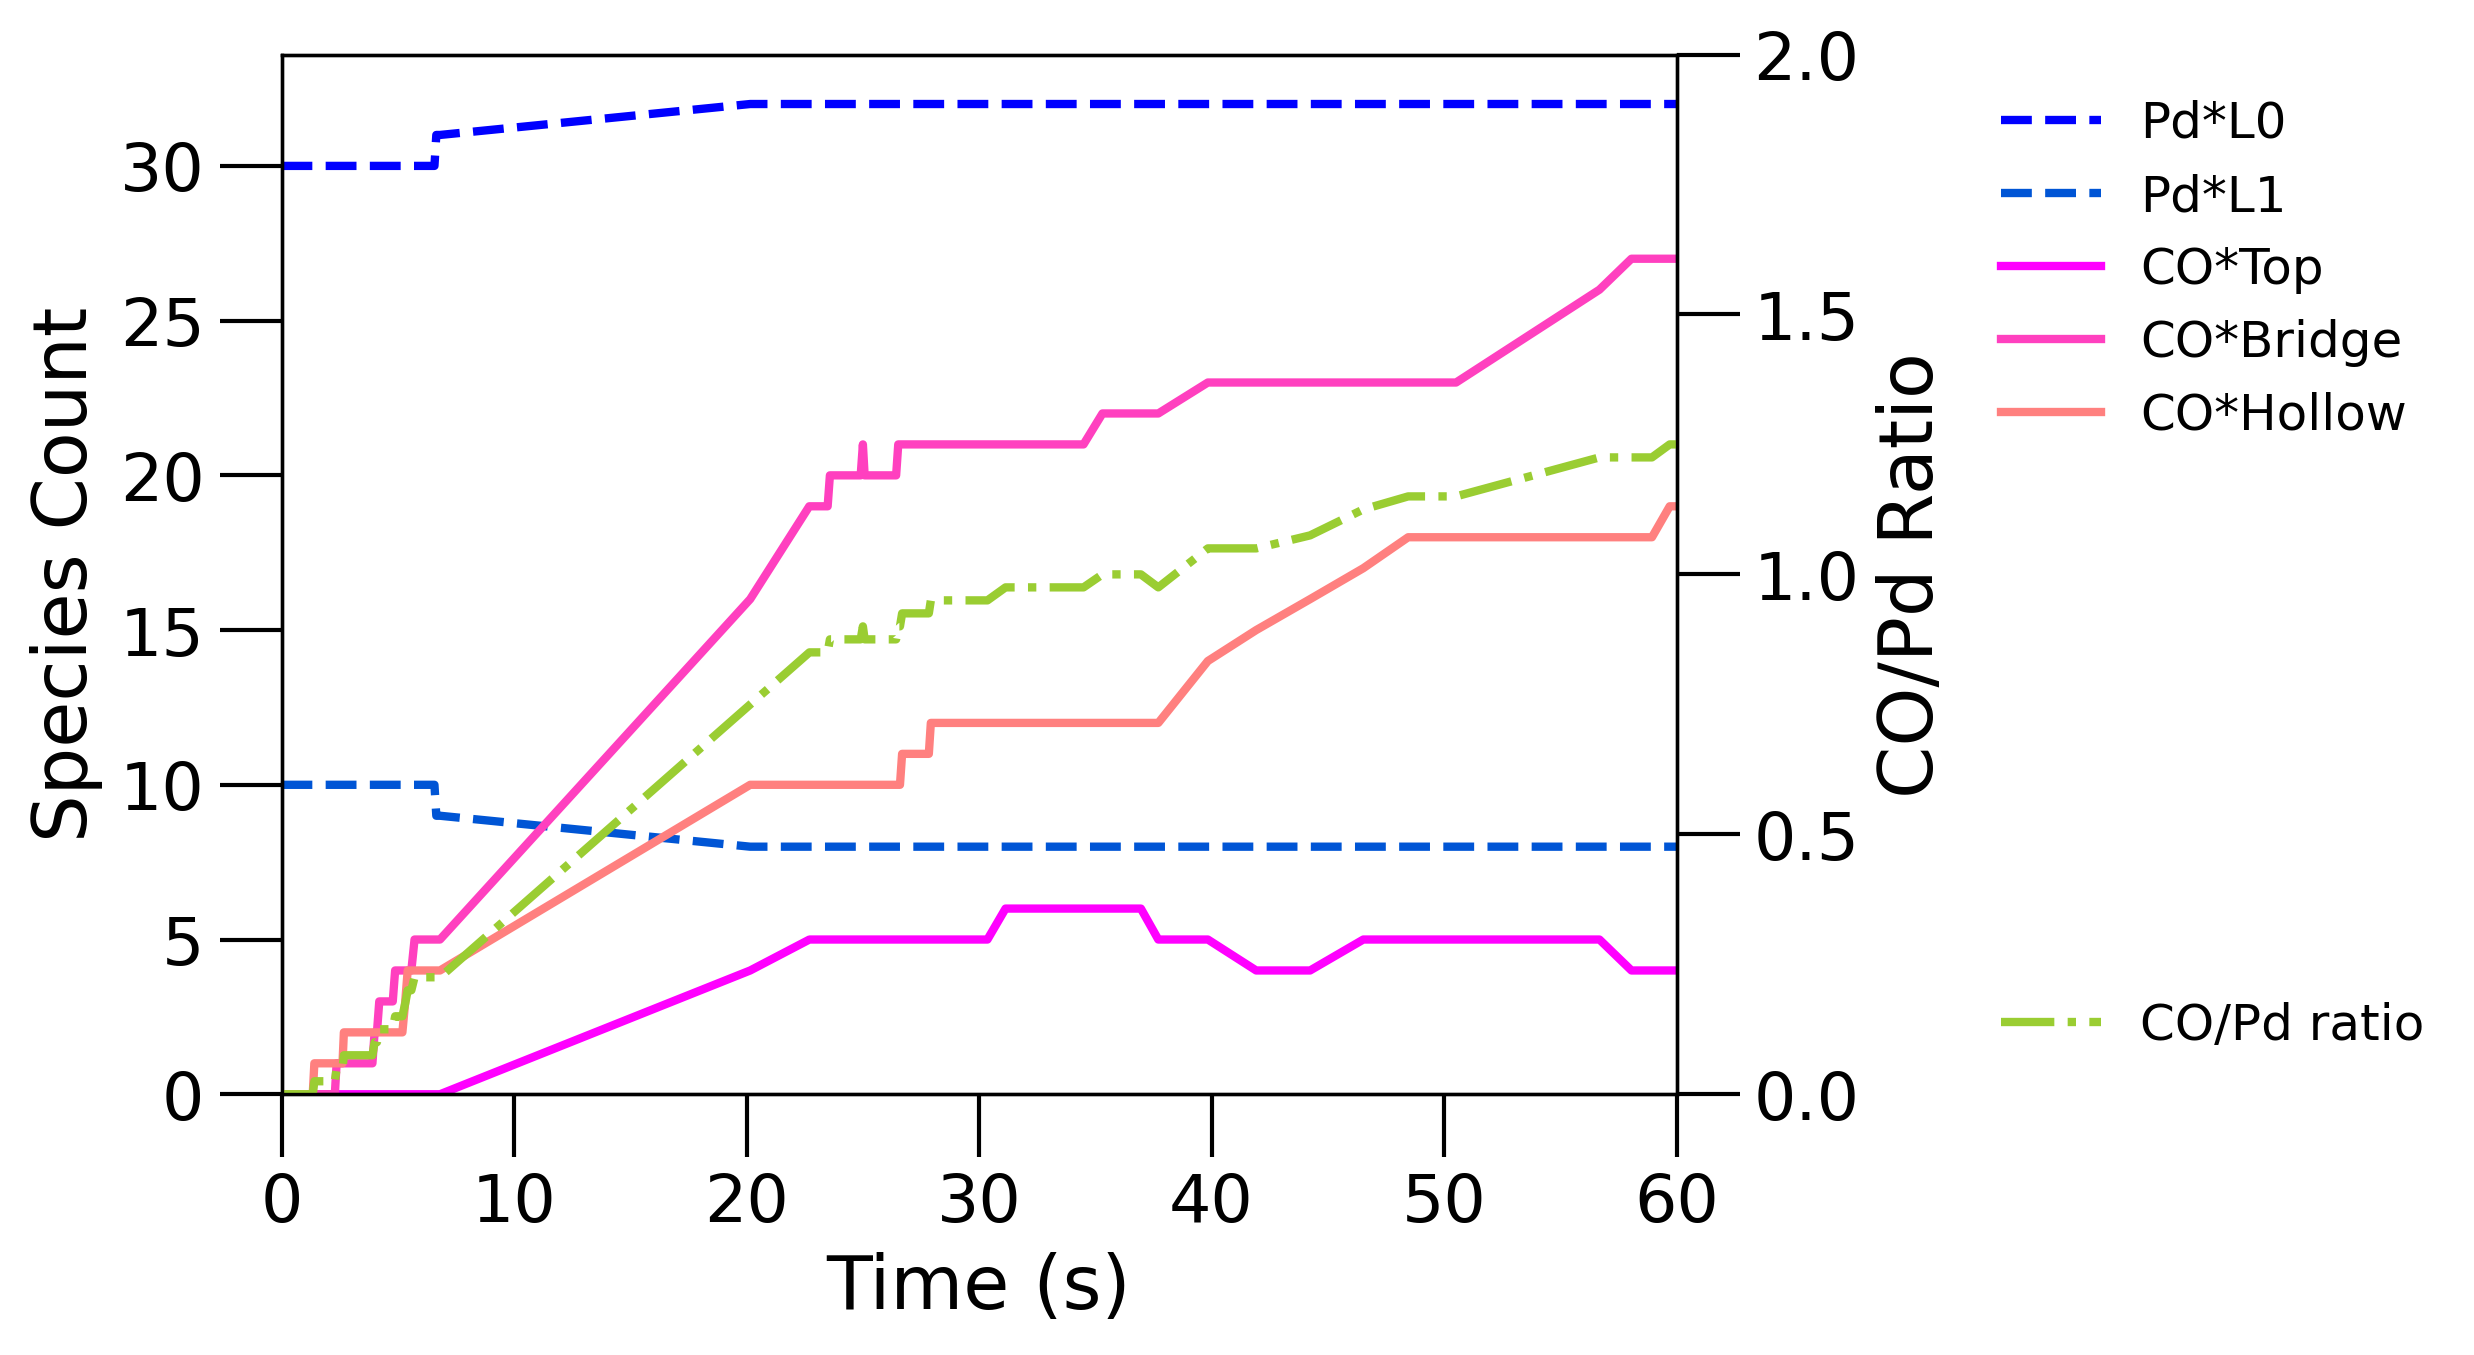 Species Count
30
25
20
15
10
5
0
0 10 20 30 40 50 60
Time (s)
2.0
1.5
1.0
0.5
0.0
CO/Pd Ratio
Pd*L0
Pd*L1
CO*Top
CO*Bridge
CO*Hollow
CO/Pd ratio